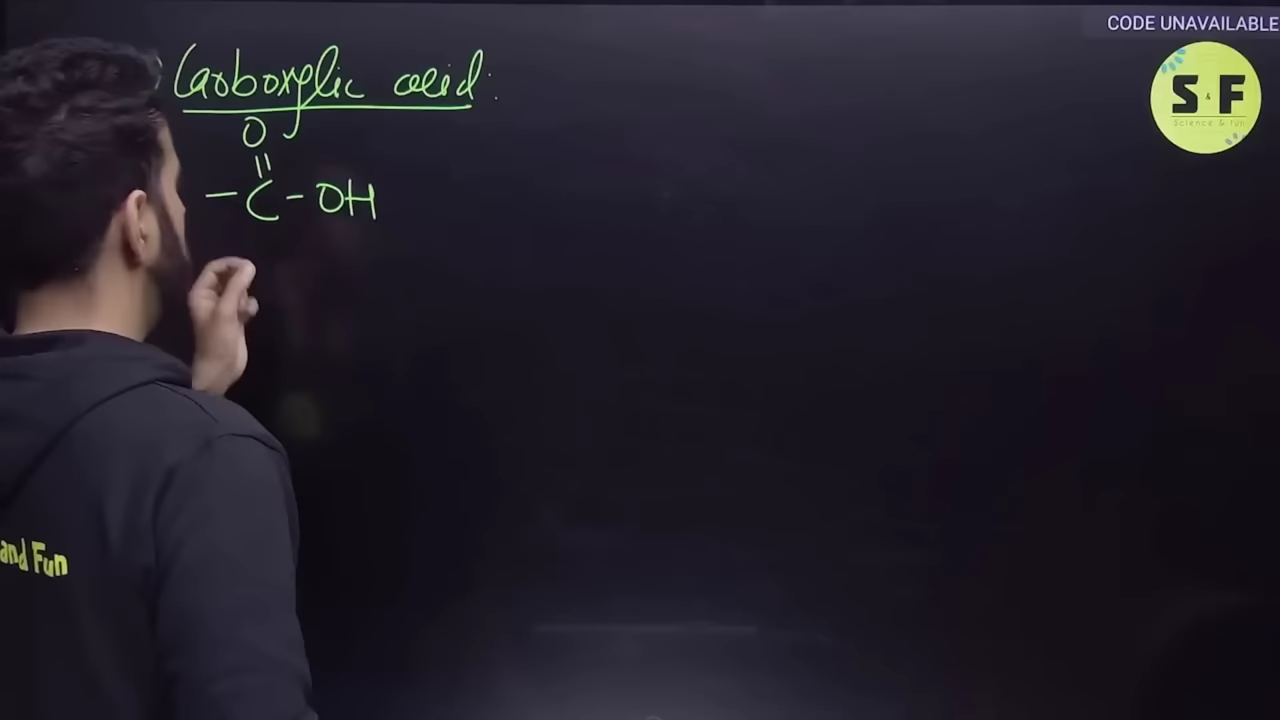 CODE UNAVAILABLE
Carboxylic acid:
O
||
-C-OH
S & F
Science & fun
and Fun